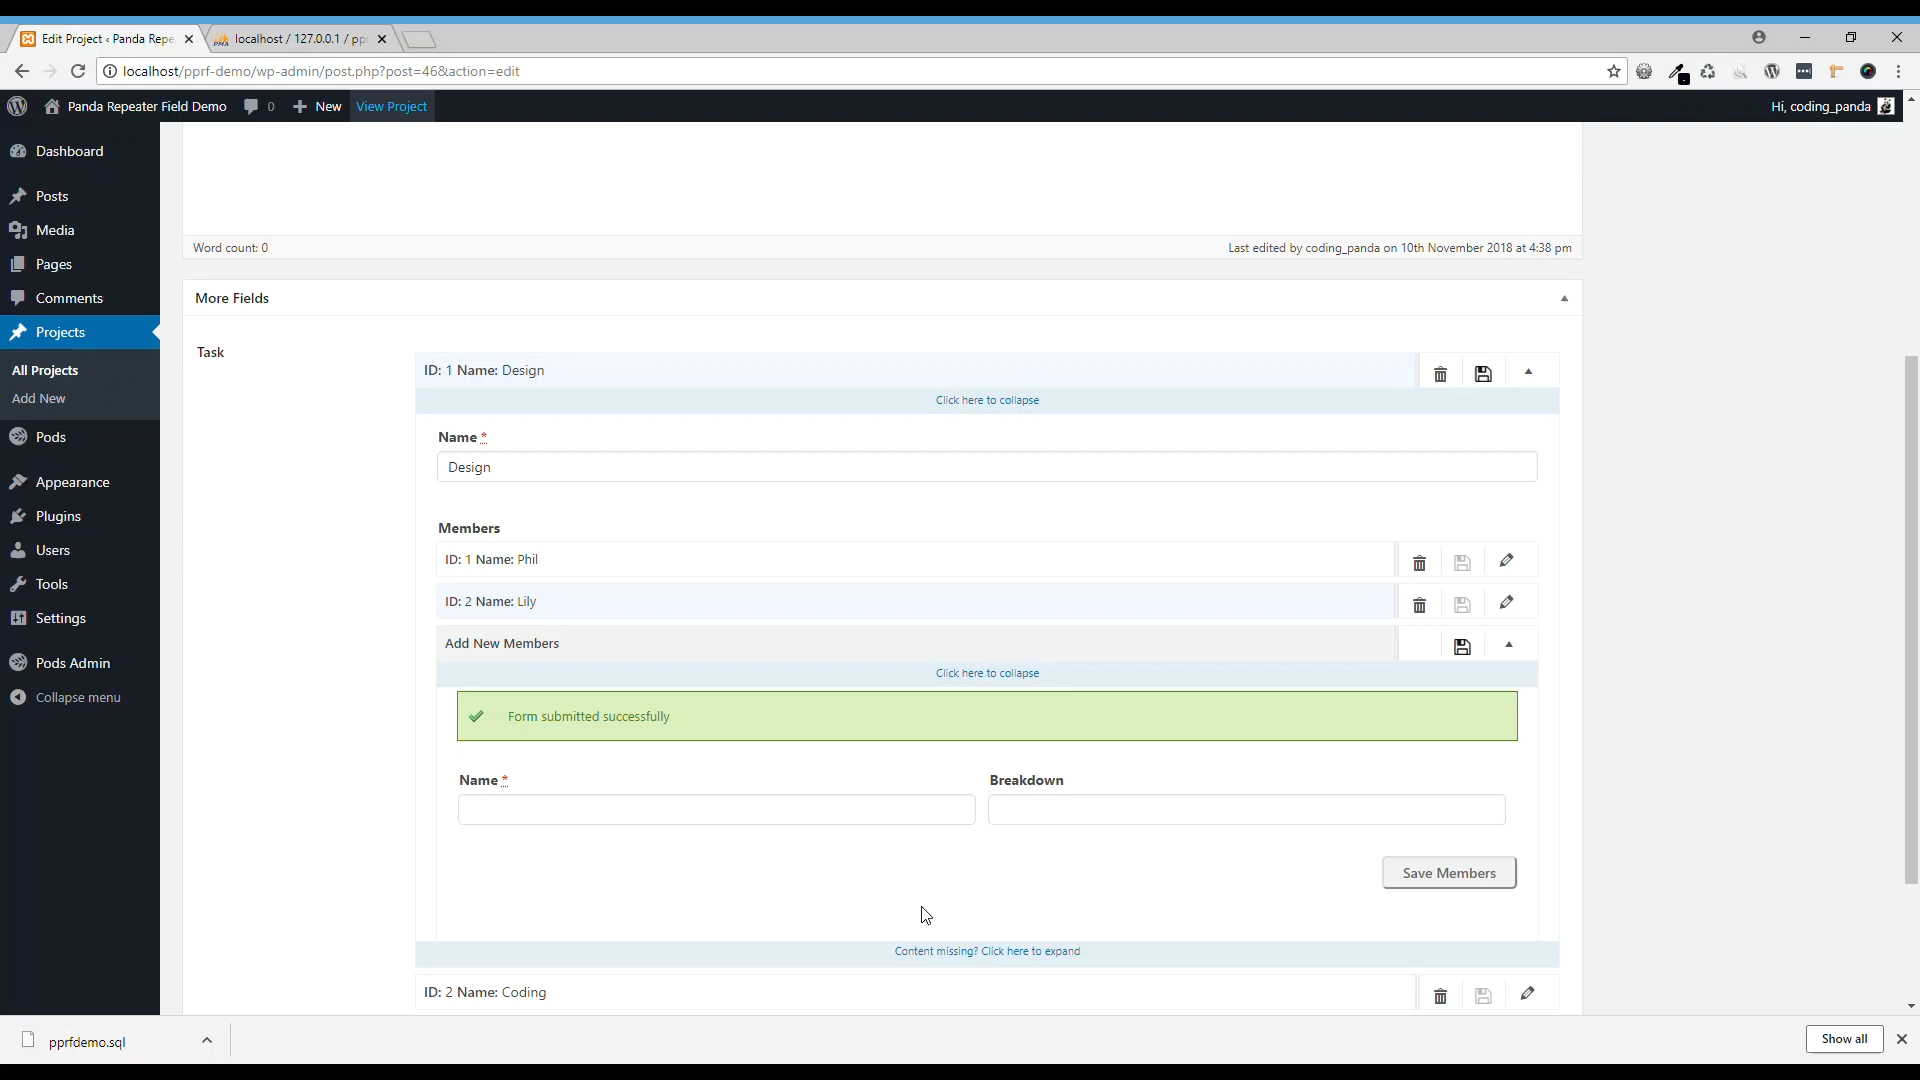 Edit Project ‹ Panda Repe
localhost / 127.0.0.1 / pp
localhost/pprf-demo/wp-admin/post.php?post=46&action=edit
Panda Repeater Field Demo
0
New
View Project
Hi, coding_panda
Dashboard
Posts
Media
Pages
Comments
Projects
All Projects
Add New
Pods
Appearance
Plugins
Users
Tools
Settings
Pods Admin
Collapse menu
Word count: 0
Last edited by coding_panda on 10th November 2018 at 4:38 pm
More Fields
Task
ID: 1 Name: Design
Click here to collapse
Name *
Design
Members
ID: 1 Name: Phil
ID: 2 Name: Lily
Add New Members
Click here to collapse
Form submitted successfully
Name *
Breakdown
Save Members
Content missing? Click here to expand
ID: 2 Name: Coding
pprfdemo.sql
Show all